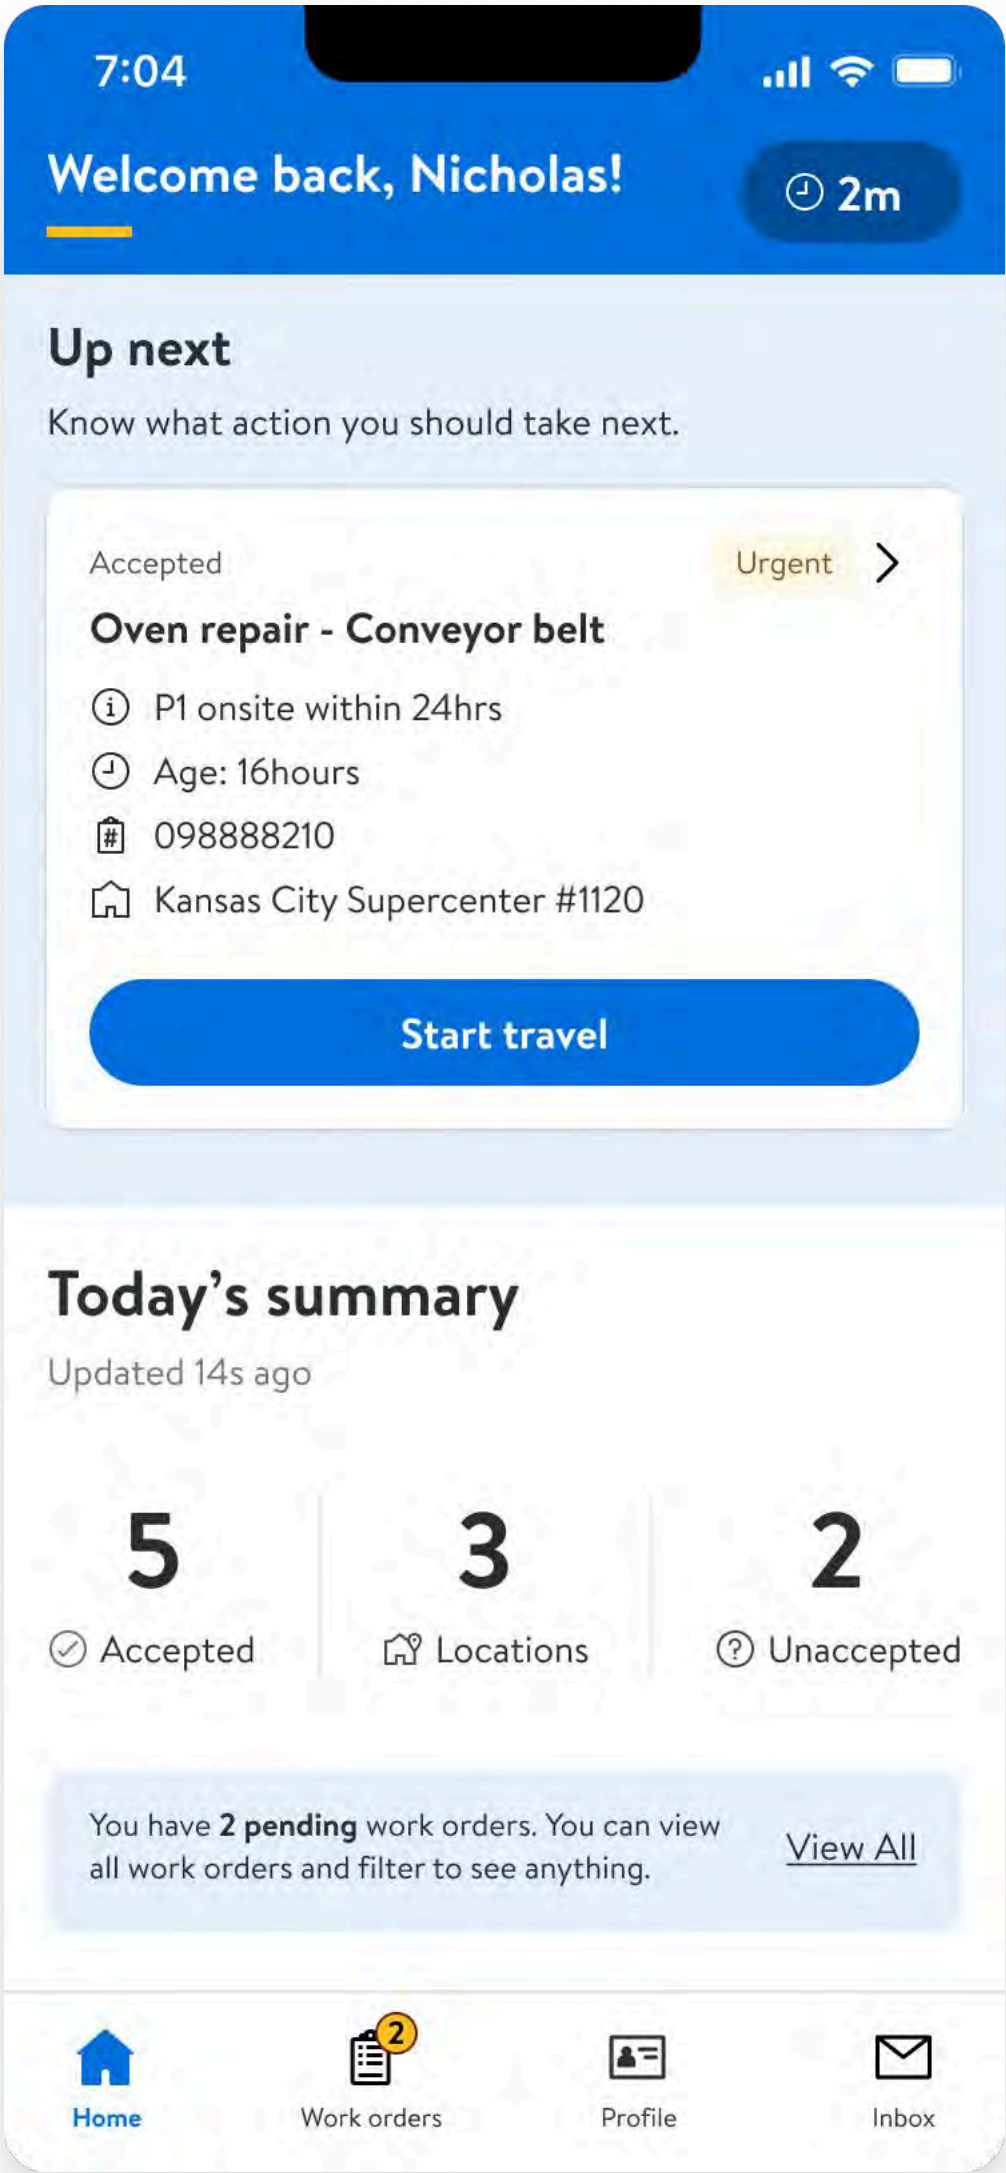 7:04
Welcome back, Nicholas!
2m
Up next
Know what action you should take next.
Accepted
Urgent
Oven repair - Conveyor belt
P1 onsite within 24hrs
Age: 16hours
# 098888210
Kansas City Supercenter #1120
Start travel
Today's summary
Updated 14s ago
5 3 2
Accepted Locations Unaccepted
You have 2 pending work orders. You can view
all work orders and filter to see anything.
View All
2
Home Work orders Profile Inbox